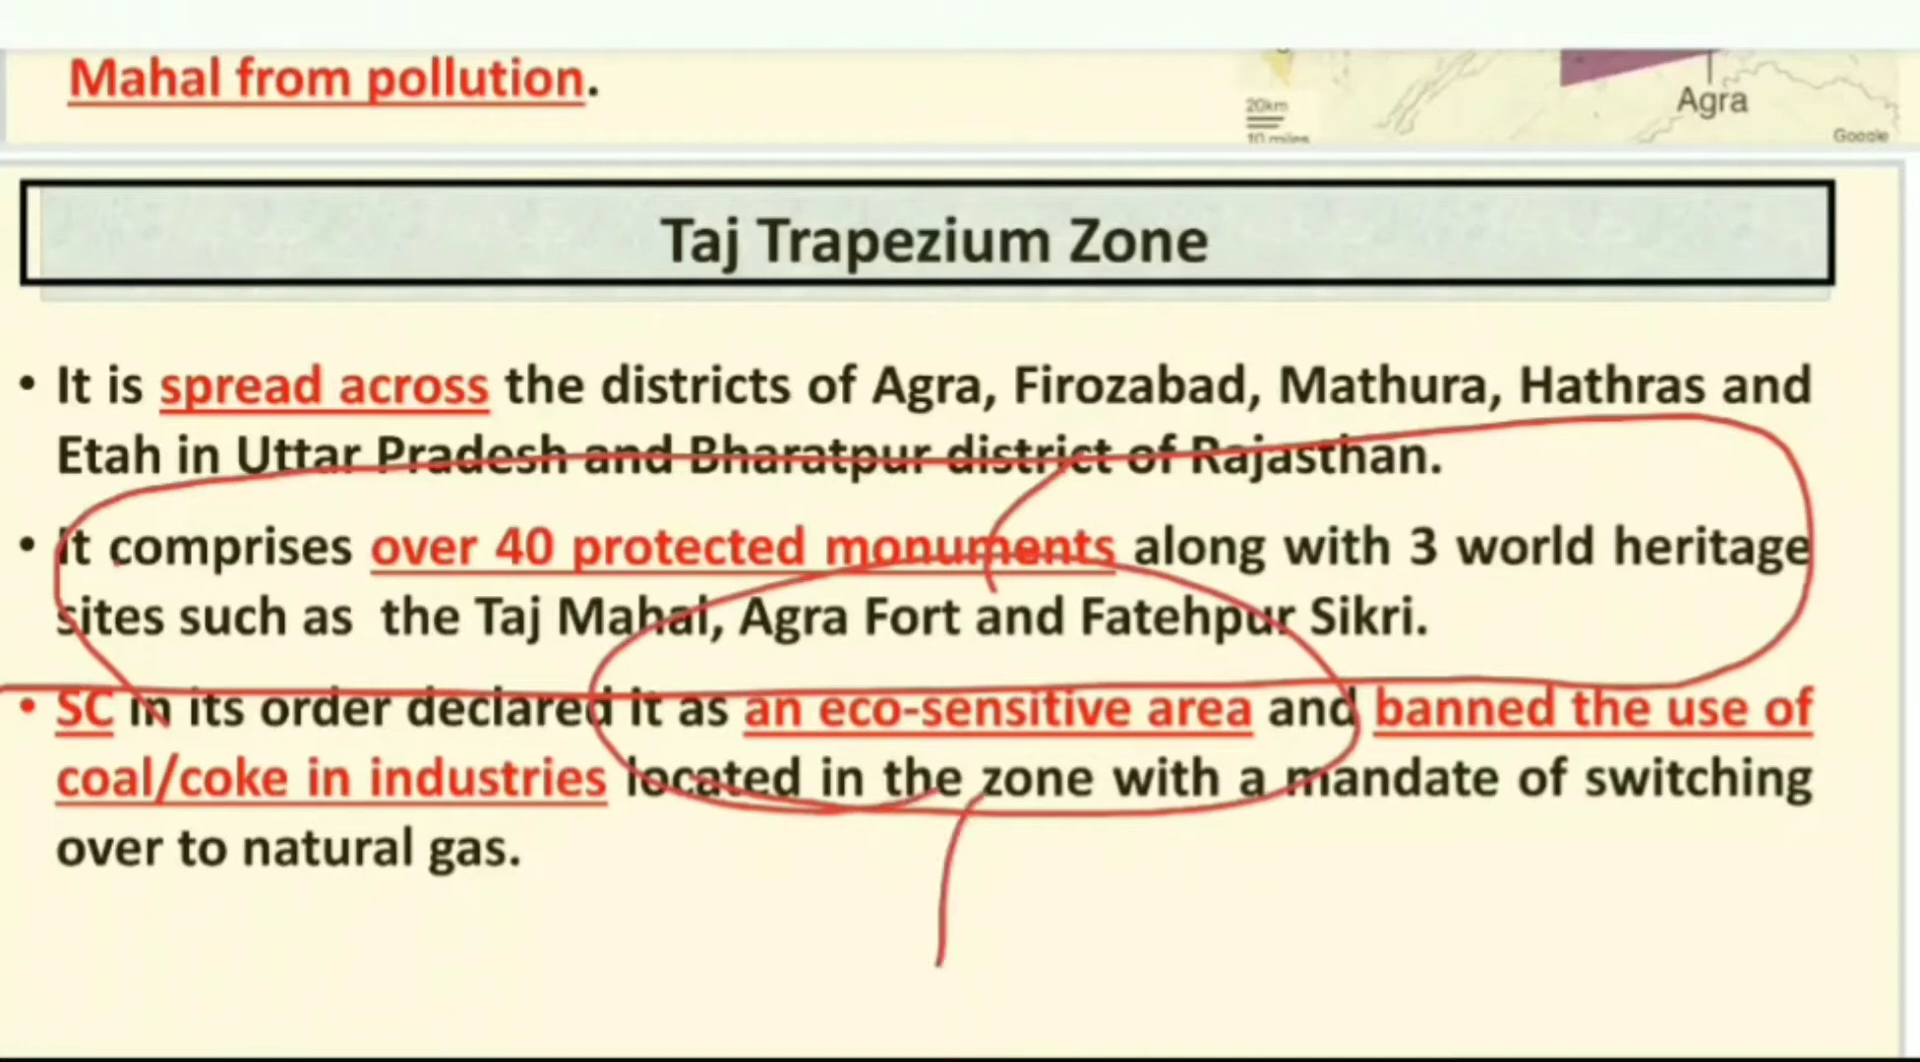 Mahal from pollution.
20km
10 miles
Agra
Google
Taj Trapezium Zone
• It is spread across the districts of Agra, Firozabad, Mathura, Hathras and
Etah in Uttar Pradesh and Bharatpur district of Rajasthan.
• It comprises over 40 protected monuments along with 3 world heritage
sites such as the Taj Mahal, Agra Fort and Fatehpur Sikri.
• SC in its order declared it as an eco-sensitive area and banned the use of
coal/coke in industries located in the zone with a mandate of switching
over to natural gas.